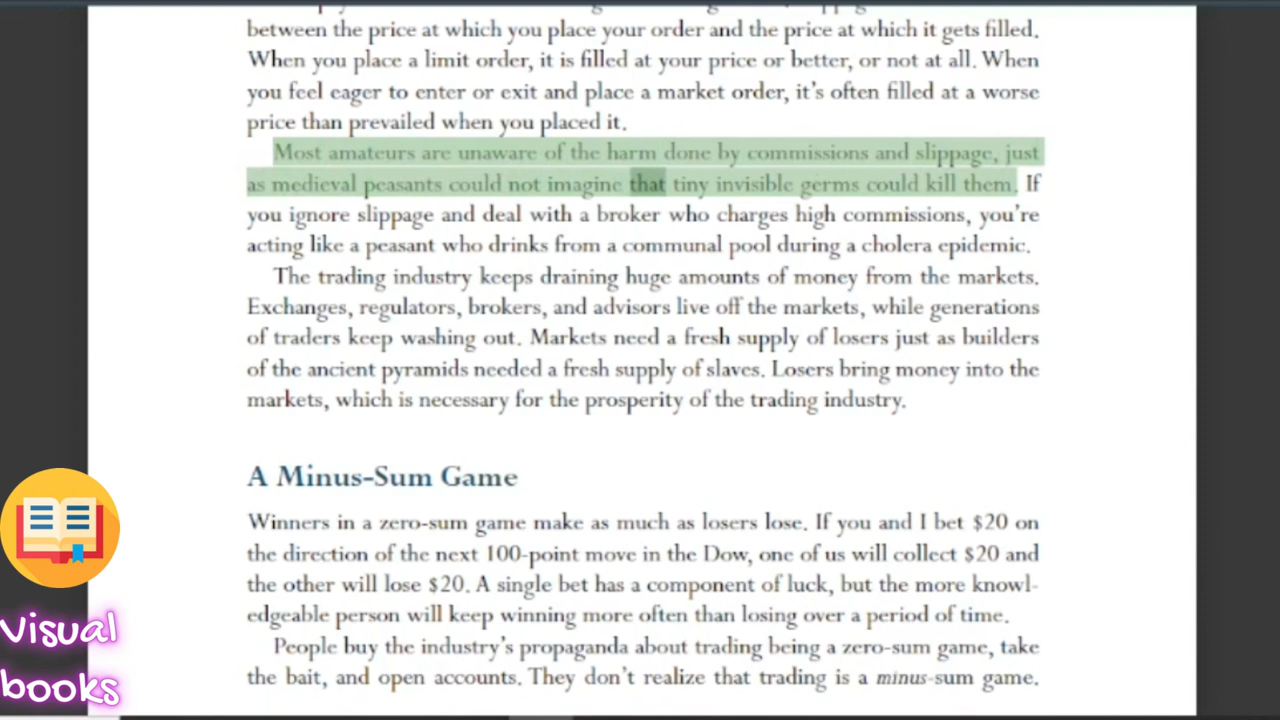 between the price at which you place your order and the price at which it gets filled.
When you place a limit order, it is filled at your price or better, or not at all. When
you feel eager to enter or exit and place a market order, it's often filled at a worse
price than prevailed when you placed it.
Most amateurs are unaware of the harm done by commissions and slippage, just
as medieval peasants could not imagine that tiny invisible germs could kill them. If
you ignore slippage and deal with a broker who charges high commissions, you're
acting like a peasant who drinks from a communal pool during a cholera epidemic.
The trading industry keeps draining huge amounts of money from the markets.
Exchanges, regulators, brokers, and advisors live off the markets, while generations
of traders keep washing out. Markets need a fresh supply of losers just as builders
of the ancient pyramids needed a fresh supply of slaves. Losers bring money into the
markets, which is necessary for the prosperity of the trading industry.
A Minus-Sum Game
Winners in a zero-sum game make as much as losers lose. If you and I bet $20 on
the direction of the next 100-point move in the Dow, one of us will collect $20 and
the other will lose $20. A single bet has a component of luck, but the more knowl-
edgeable person will keep winning more often than losing over a period of time.
People buy the industry's propaganda about trading being a zero-sum game, take
the bait, and open accounts. They don't realize that trading is a minus-sum game.
Visual
books